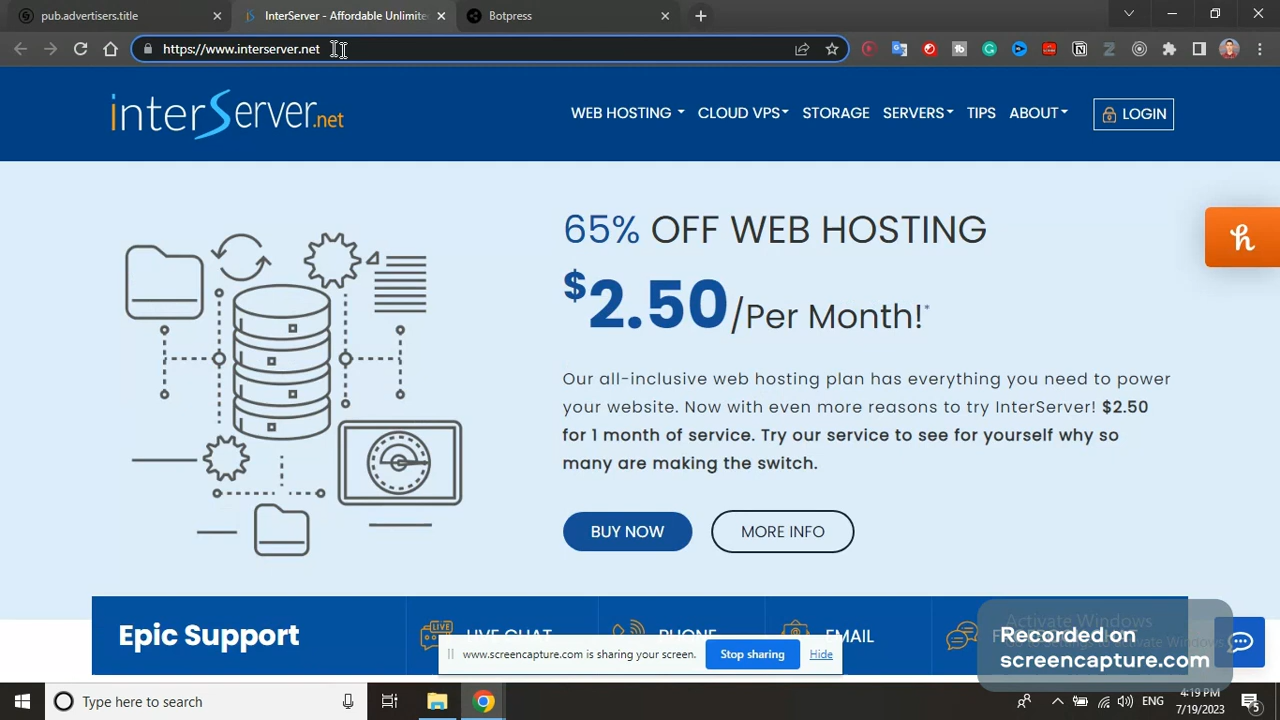 pub.advertisers.title
InterServer - Affordable Unlimite
Botpress
https://www.interserver.net
interServer.net
WEB HOSTING
CLOUD VPS
STORAGE
SERVERS
TIPS
ABOUT
LOGIN
65% OFF WEB HOSTING
$2.50/Per Month!*
Our all-inclusive web hosting plan has everything you need to power
your website. Now with even more reasons to try InterServer! $2.50
for 1 month of service. Try our service to see for yourself why so
many are making the switch.
BUY NOW
MORE INFO
Epic Support
LIVE
LIVE CHAT
PHONE
EMAIL
Activate Windows
Recorded on
screencapture.com
www.screencapture.com is sharing your screen.
Stop sharing
Hide
Type here to search
ENG
4:19 PM
7/19/2023
5